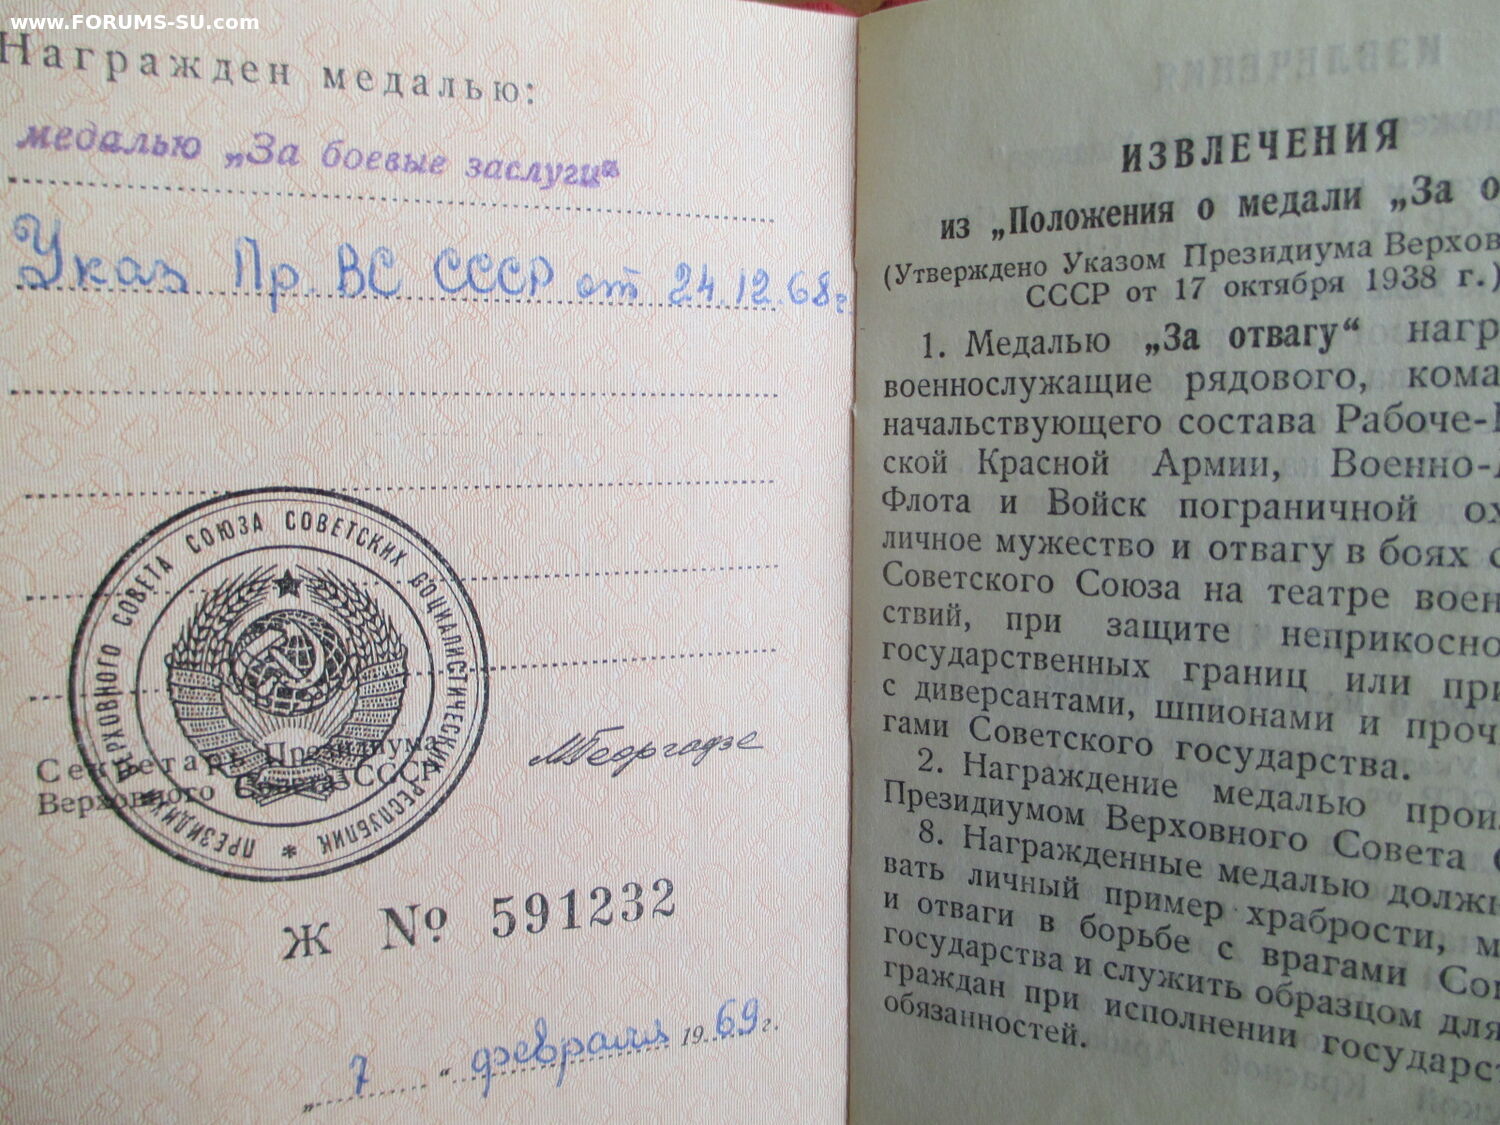 www.FORUMS-SU.com
Награжден медалью:
медалью „За боевые заслуги“
Указ Пр. ВС СССР от 24.12.68 г.
ПРЕЗИДИУМ ВЕРХОВНОГО СОВЕТА СОЮЗА СОВЕТСКИХ СОЦИАЛИСТИЧЕСКИХ РЕСПУБЛИК *
Секретарь Президиума
Верховного Совета СССР
МГеоргадзе
Ж № 591232
„ 7 “ февраля 1969 г.
ИЗВЛЕЧЕНИЯ
из „Положения о медали „За о
(Утверждено Указом Президиума Верхов
СССР от 17 октября 1938 г.)
1. Медалью „За отвагу“ нагр
военнослужащие рядового, кома
начальствующего состава Рабоче-
ской Красной Армии, Военно-
Флота и Войск пограничной ох
личное мужество и отвагу в боях с
Советского Союза на театре воен
ствий, при защите неприкосно
государственных границ или при
с диверсантами, шпионами и проч
гами Советского государства.
2. Награждение медалью прои
Президиумом Верховного Совета С
8. Награжденные медалью долж
вать личный пример храбрости, м
и отваги в борьбе с врагами Сов
государства и служить образцом для
граждан при исполнении государст
обязанностей.